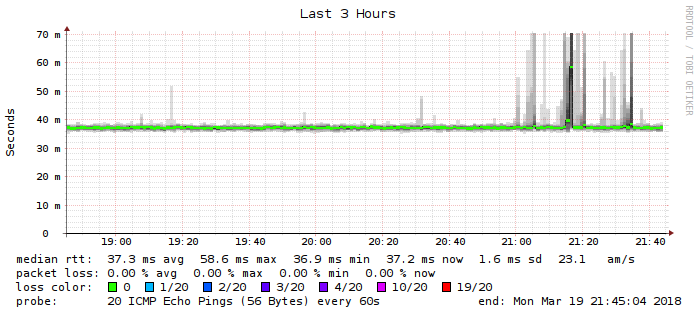 Last 3 Hours
RRDTOOL / TOBI OETIKER
Seconds
70 m
60 m
50 m
40 m
30 m
20 m
10 m
0
19:00 19:20 19:40 20:00 20:20 20:40 21:00 21:20 21:40
median rtt: 37.3 ms avg 58.6 ms max 36.9 ms min 37.2 ms now 1.6 ms sd 23.1 am/s
packet loss: 0.00 % avg 0.00 % max 0.00 % min 0.00 % now
loss color: 0 1/20 2/20 3/20 4/20 10/20 19/20
probe: 20 ICMP Echo Pings (56 Bytes) every 60s end: Mon Mar 19 21:45:04 2018